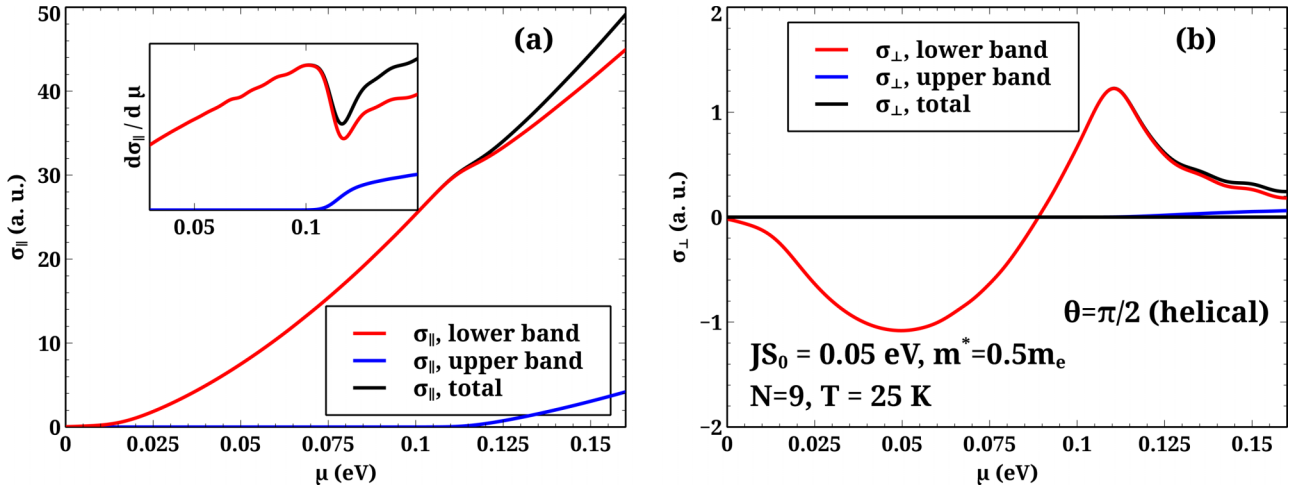 50
40
30
20
10
0
σ∥ (a. u.)
(a)
dσ∥ / d μ
0.05
0.1
σ∥, lower band
σ∥, upper band
σ∥, total
0
0.025
0.05
0.075
0.1
0.125
0.15
μ (eV)
2
1
0
−1
−2
σ⊥ (a. u.)
(b)
σ⊥, lower band
σ⊥, upper band
σ⊥, total
θ=π/2 (helical)
JS₀ = 0.05 eV, m*=0.5mₑ
N=9, T = 25 K
0
0.025
0.05
0.075
0.1
0.125
0.15
μ (eV)